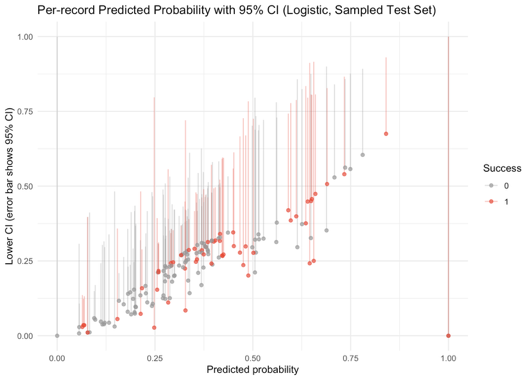 Per-record Predicted Probability with 95% CI (Logistic, Sampled Test Set)
1.00
0.75
0.50
0.25
0.00
Lower CI (error bar shows 95% CI)
0.00 0.25 0.50 0.75 1.00
Predicted probability
Success
0
1